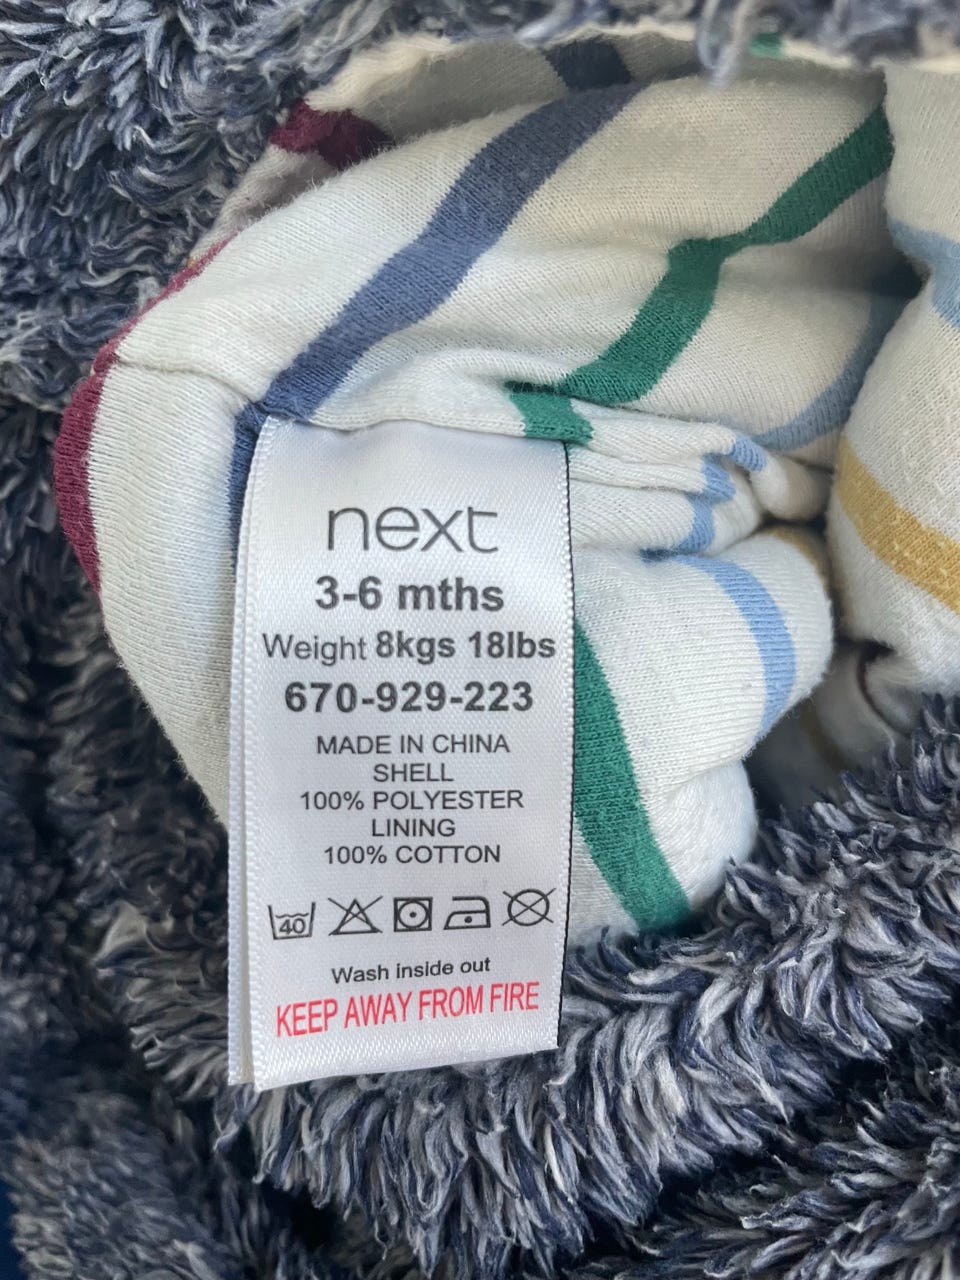 next
3-6 mths
Weight 8kgs 18lbs
670-929-223
MADE IN CHINA
SHELL
100% POLYESTER
LINING
100% COTTON
40
Wash inside out
KEEP AWAY FROM FIRE